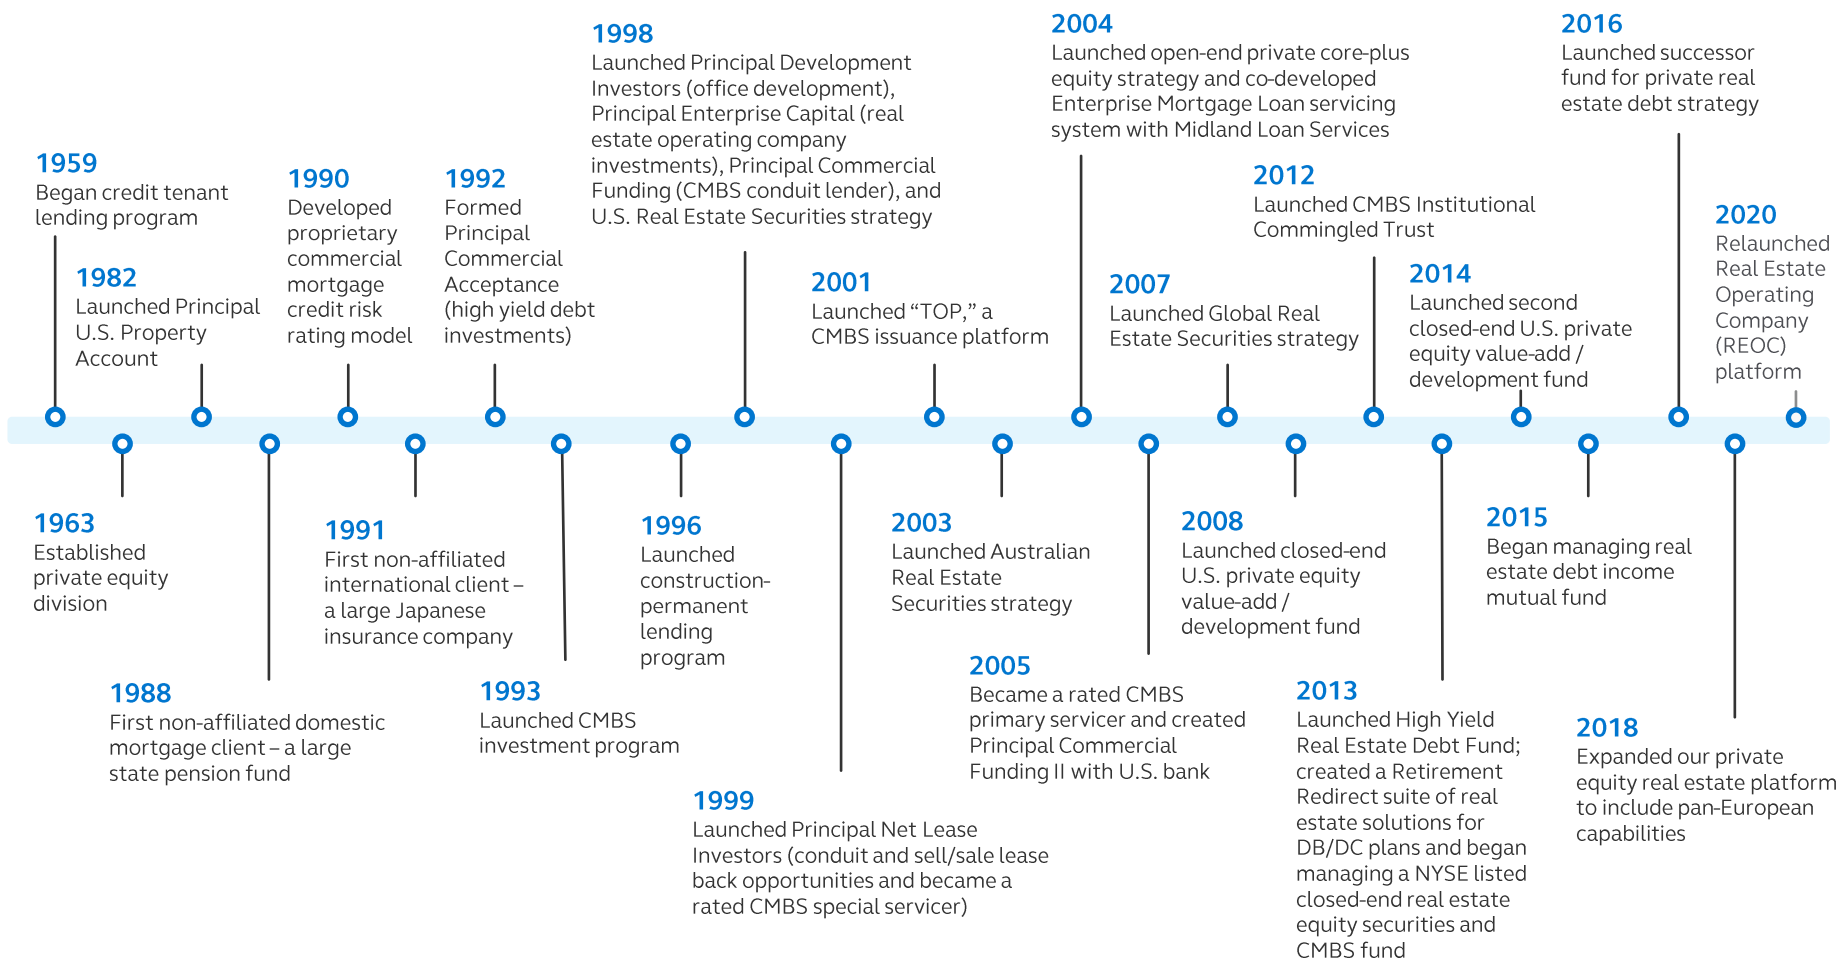 1959
Began credit tenant
lending program
1963
Established
private equity
division
1982
Launched Principal
U.S. Property
Account
1988
First non-affiliated domestic
mortgage client – a large
state pension fund
1990
Developed
proprietary
commercial
mortgage
credit risk
rating model
1991
First non-affiliated
international client –
a large Japanese
insurance company
1992
Formed
Principal
Commercial
Acceptance
(high yield debt
investments)
1993
Launched CMBS
investment program
1996
Launched
construction-
permanent
lending
program
1998
Launched Principal Development
Investors (office development),
Principal Enterprise Capital (real
estate operating company
investments), Principal Commercial
Funding (CMBS conduit lender), and
U.S. Real Estate Securities strategy
1999
Launched Principal Net Lease
Investors (conduit and sell/sale lease
back opportunities and became a
rated CMBS special servicer)
2001
Launched “TOP,” a
CMBS issuance platform
2003
Launched Australian
Real Estate
Securities strategy
2004
Launched open-end private core-plus
equity strategy and co-developed
Enterprise Mortgage Loan servicing
system with Midland Loan Services
2005
Became a rated CMBS
primary servicer and created
Principal Commercial
Funding II with U.S. bank
2007
Launched Global Real
Estate Securities strategy
2008
Launched closed-end
U.S. private equity
value-add /
development fund
2012
Launched CMBS Institutional
Commingled Trust
2013
Launched High Yield
Real Estate Debt Fund;
created a Retirement
Redirect suite of real
estate solutions for
DB/DC plans and began
managing a NYSE listed
closed-end real estate
equity securities and
CMBS fund
2014
Launched second
closed-end U.S. private
equity value-add /
development fund
2015
Began managing real
estate debt income
mutual fund
2016
Launched successor
fund for private real
estate debt strategy
2018
Expanded our private
equity real estate platform
to include pan-European
capabilities
2020
Relaunched
Real Estate
Operating
Company
(REOC)
platform